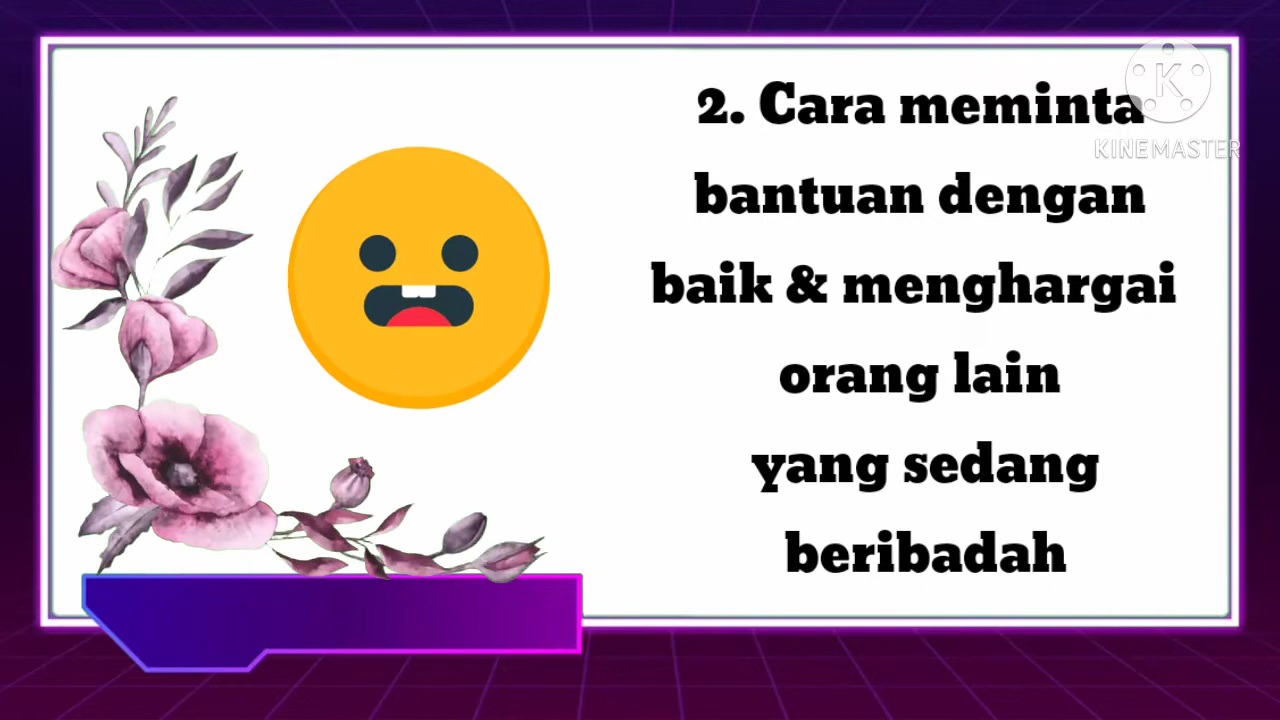 2. Cara meminta
bantuan dengan
baik & menghargai
orang lain
yang sedang
beribadah
K
KINEMASTER